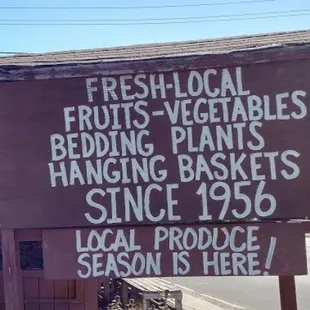 FRESH-LOCAL
FRUITS-VEGETABLES
BEDDING PLANTS
HANGING BASKETS
SINCE 1956
LOCAL PRODUCE
SEASON IS HERE!